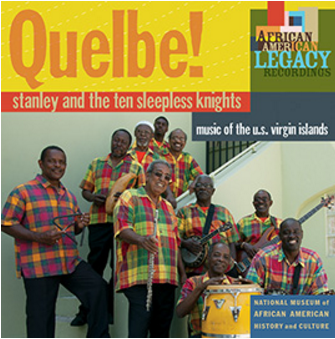 Quelbe!
AFRICAN
AMERICAN
LEGACY
RECORDINGS
stanley and the ten sleepless knights
music of the u.s. virgin islands
NATIONAL MUSEUM of
AFRICAN AMERICAN
HISTORY and CULTURE